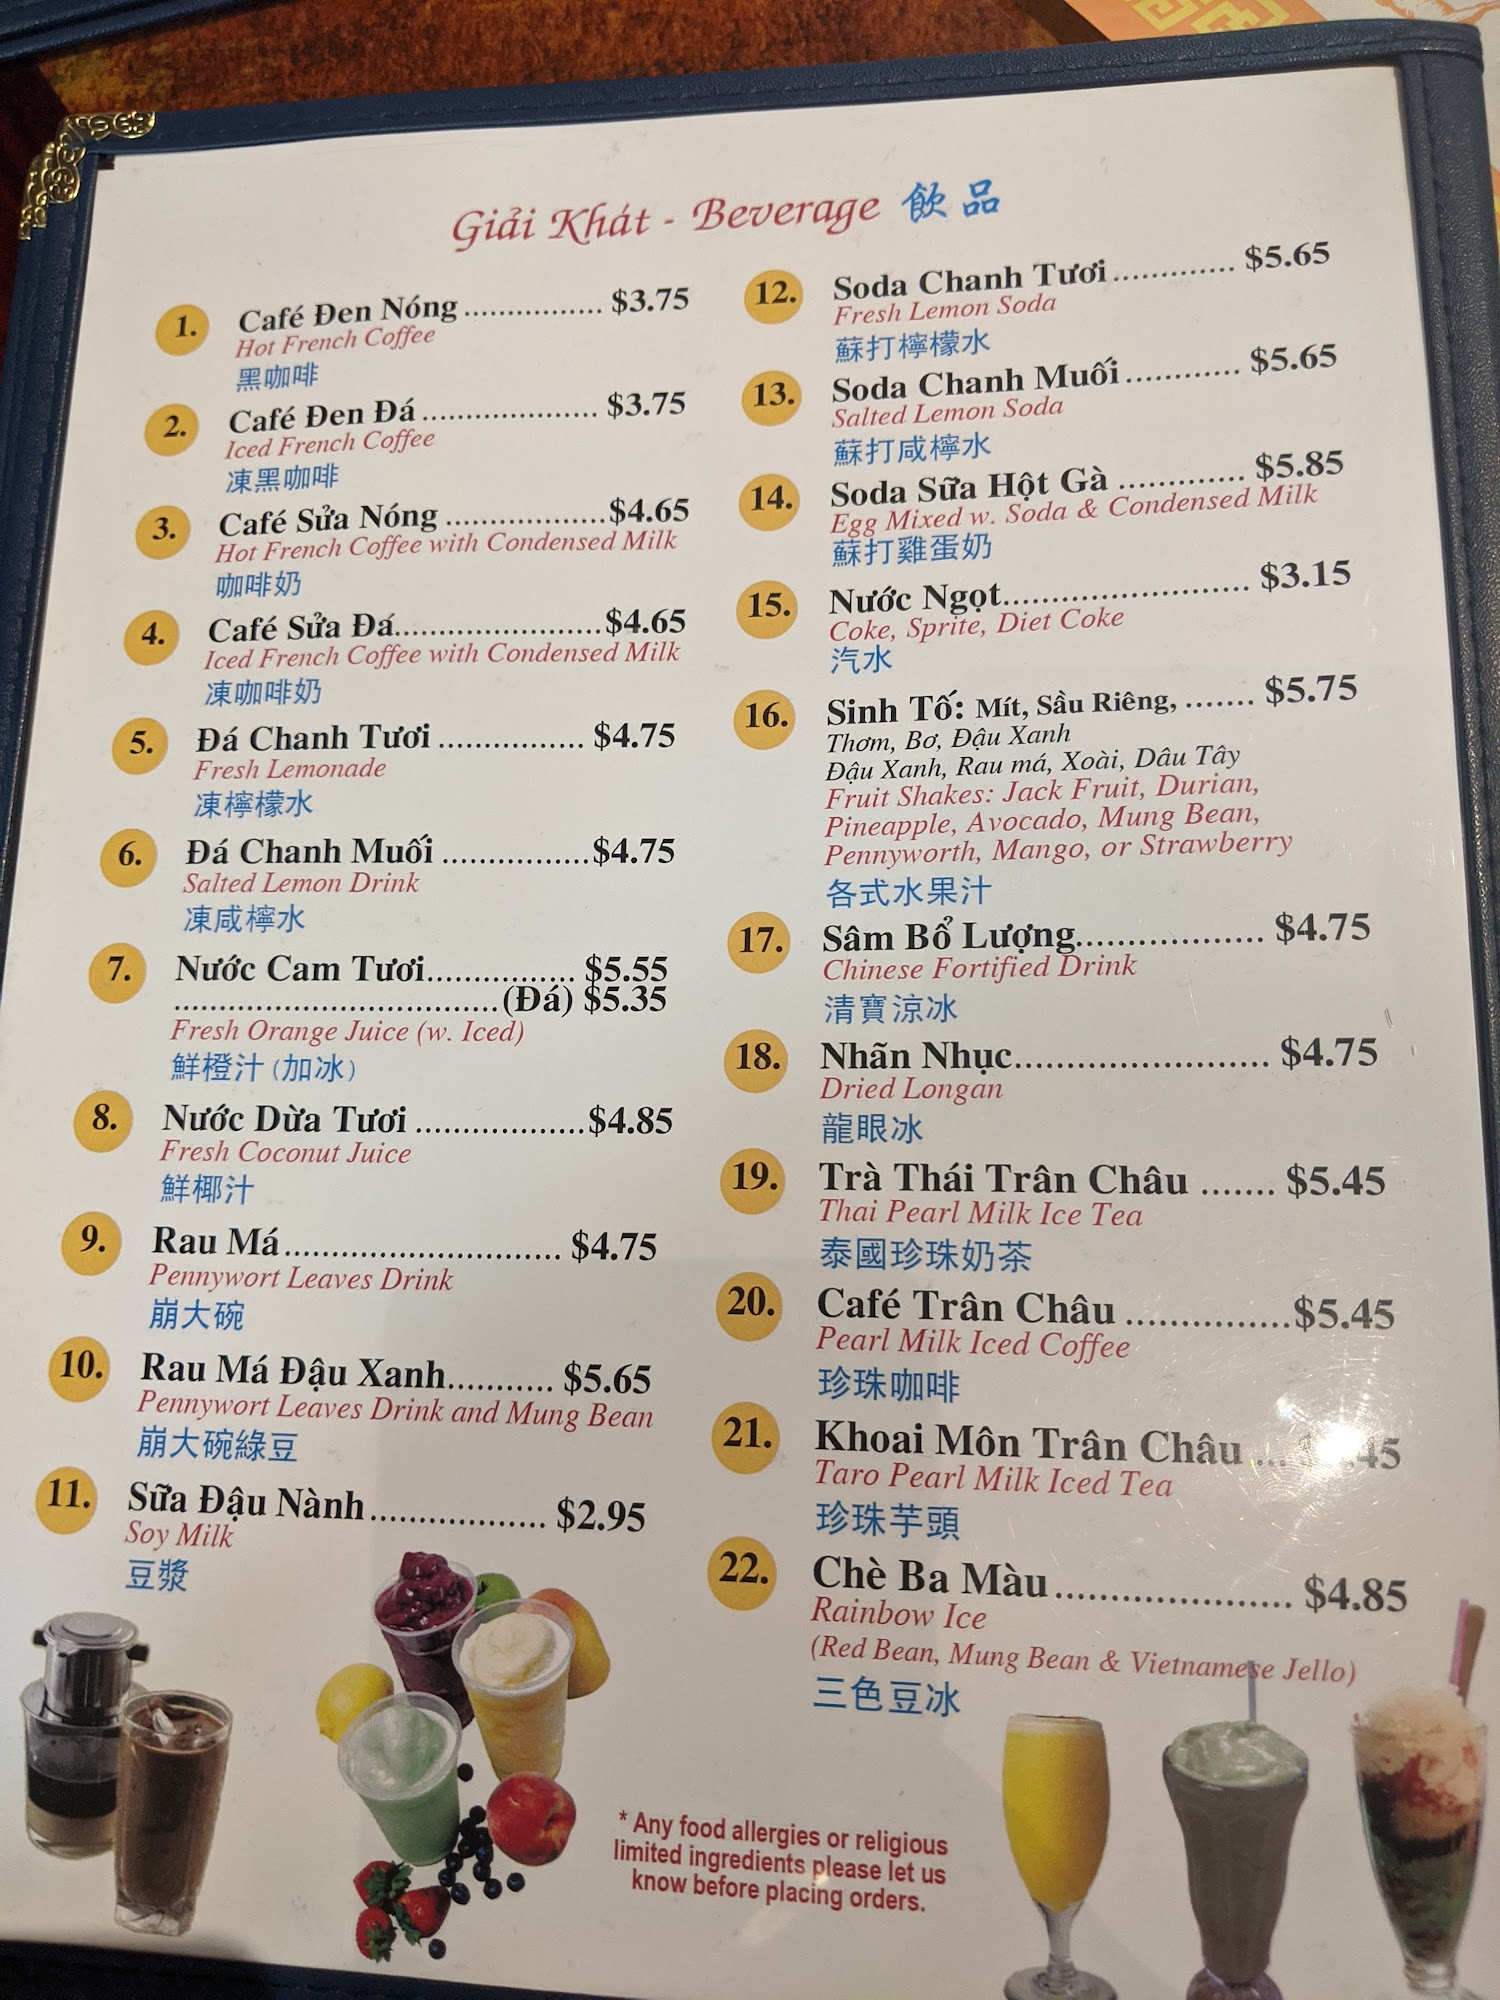 Giải Khát - Beverage 飲品
1. Café Đen Nóng ................ $3.75
Hot French Coffee
黑咖啡
2. Café Đen Đá ................... $3.75
Iced French Coffee
凍黑咖啡
3. Café Sửa Nóng .................. $4.65
Hot French Coffee with Condensed Milk
咖啡奶
4. Café Sửa Đá ....................... $4.65
Iced French Coffee with Condensed Milk
凍咖啡奶
5. Đá Chanh Tươi ................ $4.75
Fresh Lemonade
凍檸檬水
6. Đá Chanh Muối ................ $4.75
Salted Lemon Drink
凍咸檸水
7. Nước Cam Tươi ................ $5.55
................................... (Đá) $5.35
Fresh Orange Juice (w. Iced)
鮮橙汁 (加冰)
8. Nước Dừa Tươi .................. $4.85
Fresh Coconut Juice
鮮椰汁
9. Rau Má .............................. $4.75
Pennywort Leaves Drink
崩大碗
10. Rau Má Đậu Xanh ........... $5.65
Pennywort Leaves Drink and Mung Bean
崩大碗綠豆
11. Sữa Đậu Nành .................. $2.95
Soy Milk
豆漿
12. Soda Chanh Tươi ............. $5.65
Fresh Lemon Soda
蘇打檸檬水
13. Soda Chanh Muối ............ $5.65
Salted Lemon Soda
蘇打咸檸水
14. Soda Sữa Hột Gà ............. $5.85
Egg Mixed w. Soda & Condensed Milk
蘇打雞蛋奶
15. Nước Ngọt .......................... $3.15
Coke, Sprite, Diet Coke
汽水
16. Sinh Tố: Mít, Sầu Riêng, ....... $5.75
Thơm, Bơ, Đậu Xanh
Đậu Xanh, Rau má, Xoài, Dâu Tây
Fruit Shakes: Jack Fruit, Durian,
Pineapple, Avocado, Mung Bean,
Pennyworth, Mango, or Strawberry
各式水果汁
17. Sâm Bổ Lượng ................... $4.75
Chinese Fortified Drink
清寶涼冰
18. Nhãn Nhục ......................... $4.75
Dried Longan
龍眼冰
19. Trà Thái Trân Châu ....... $5.45
Thai Pearl Milk Ice Tea
泰國珍珠奶茶
20. Café Trân Châu ................ $5.45
Pearl Milk Iced Coffee
珍珠咖啡
21. Khoai Môn Trân Châu ...
Taro Pearl Milk Iced Tea
珍珠芋頭
22. Chè Ba Màu ...................... $4.85
Rainbow Ice
(Red Bean, Mung Bean & Vietnamese Jello)
三色豆冰
* Any food allergies or religious
limited ingredients please let us
know before placing orders.